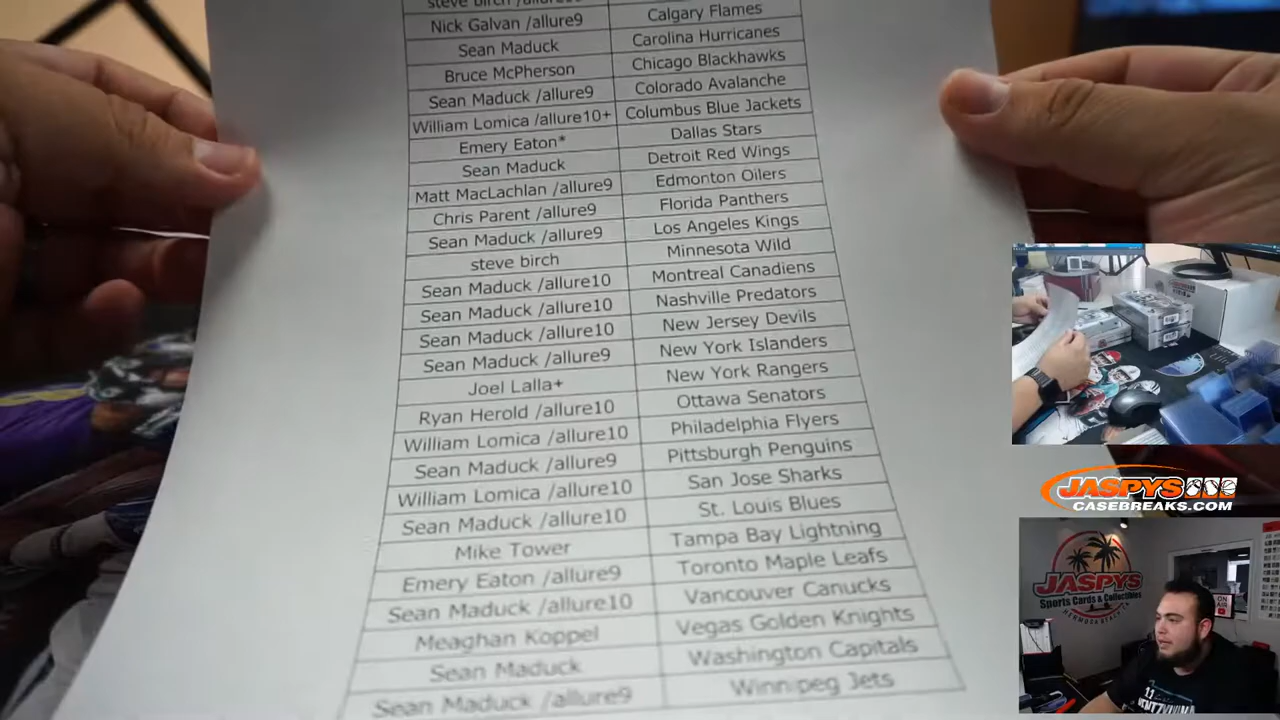 steve birch
Nick Galvan /allure9 Calgary Flames
Sean Maduck Carolina Hurricanes
Bruce McPherson Chicago Blackhawks
Sean Maduck /allure9 Colorado Avalanche
William Lomica /allure10+ Columbus Blue Jackets
Emery Eaton* Dallas Stars
Sean Maduck Detroit Red Wings
Matt MacLachlan /allure9 Edmonton Oilers
Chris Parent /allure9 Florida Panthers
Sean Maduck /allure9 Los Angeles Kings
steve birch Minnesota Wild
Sean Maduck /allure10 Montreal Canadiens
Sean Maduck /allure10 Nashville Predators
Sean Maduck /allure10 New Jersey Devils
Sean Maduck /allure9 New York Islanders
Joel Lalla+ New York Rangers
Ryan Herold /allure10 Ottawa Senators
William Lomica /allure10 Philadelphia Flyers
Sean Maduck /allure9 Pittsburgh Penguins
William Lomica /allure10 San Jose Sharks
Sean Maduck /allure10 St. Louis Blues
Mike Tower Tampa Bay Lightning
Emery Eaton /allure9 Toronto Maple Leafs
Sean Maduck /allure10 Vancouver Canucks
Meaghan Koppel Vegas Golden Knights
Sean Maduck Washington Capitals
Sean Maduck /allure9 Winnipeg Jets
JASPYS
CASEBREAKS.COM
JASPYS
Sports Cards & Collectibles
HERMOSA BEACH
ON AIR
11